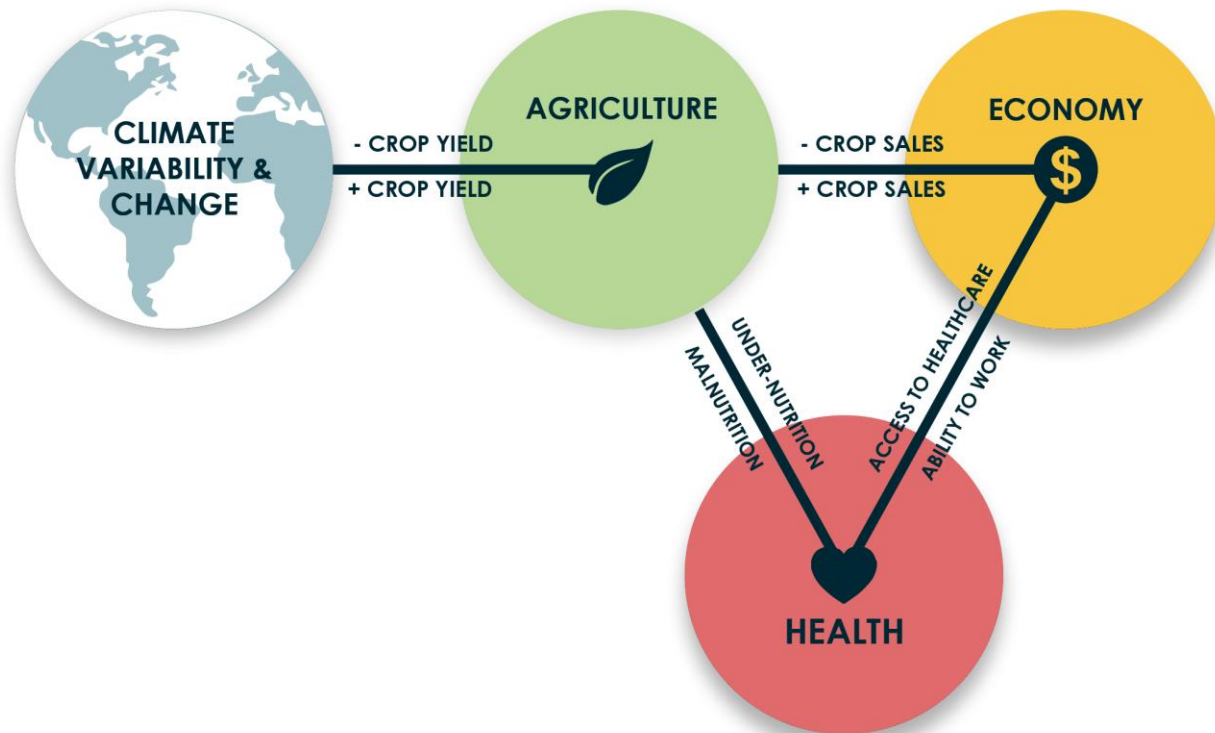 CLIMATE
VARIABILITY &
CHANGE
- CROP YIELD
+ CROP YIELD
AGRICULTURE
- CROP SALES
+ CROP SALES
ECONOMY
$
UNDER-NUTRITION
MALNUTRITION
ACCESS TO HEALTHCARE
ABILITY TO WORK
HEALTH